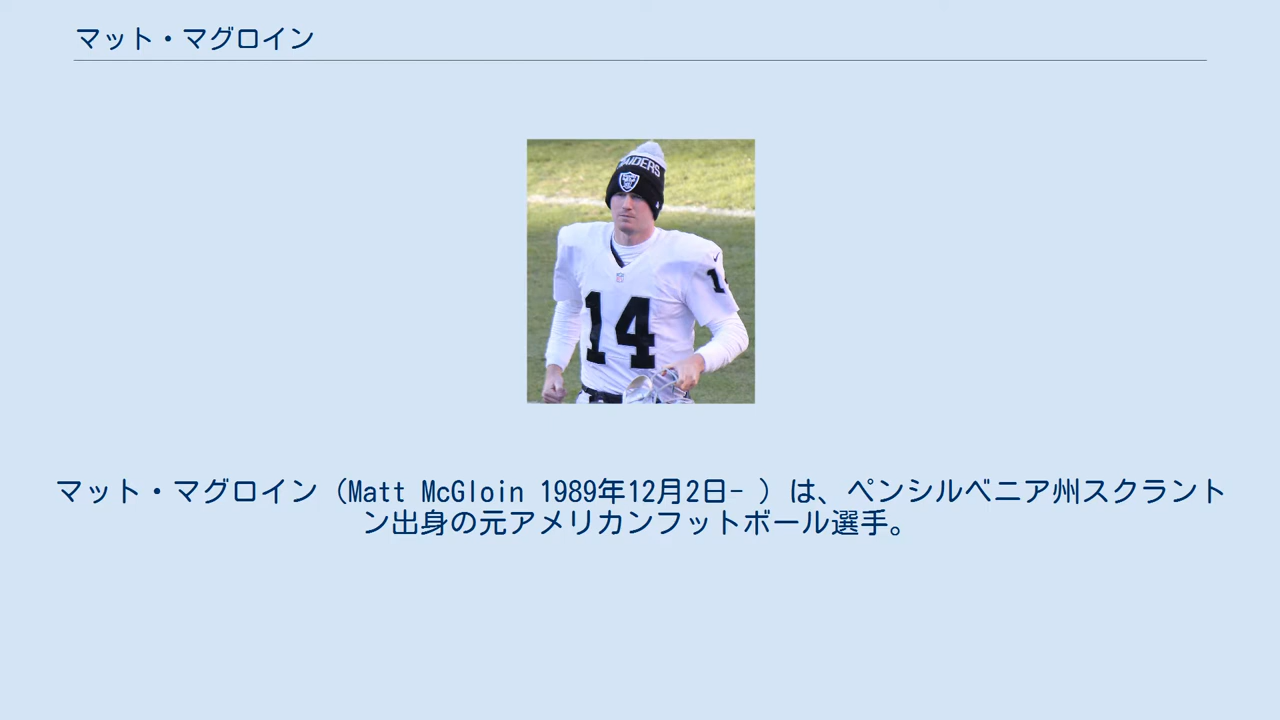 マット・マグロイン
RAIDERS
14
1
マット・マグロイン（Matt McGloin 1989年12月2日- ）は、ペンシルベニア州スクラント
ン出身の元アメリカンフットボール選手。